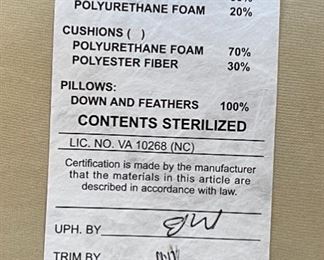 POLYURETHANE FOAM 20%
CUSHIONS ( )
POLYURETHANE FOAM 70%
POLYESTER FIBER 30%
PILLOWS:
DOWN AND FEATHERS 100%
CONTENTS STERILIZED
LIC. NO. VA 10268 (NC)
Certification is made by the manufacturer
that the materials in this article are
described in accordance with law.
UPH. BY
TRIM BY